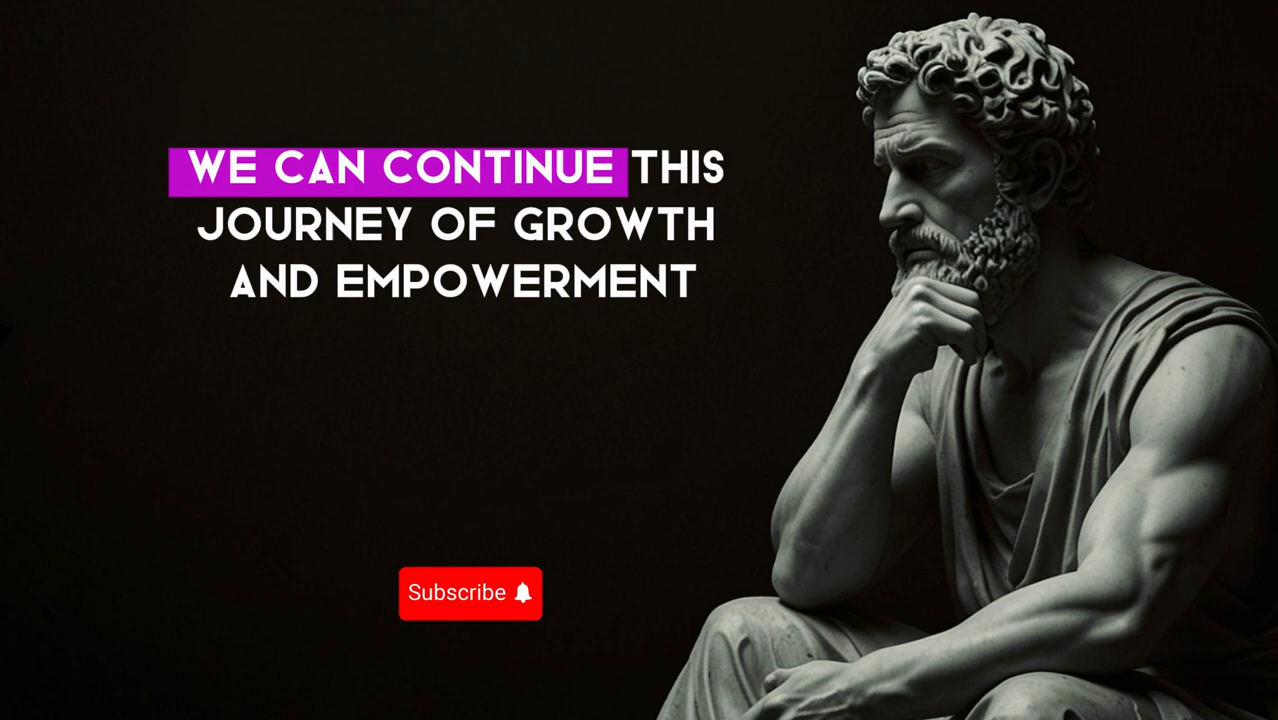 WE CAN CONTINUE THIS
JOURNEY OF GROWTH
AND EMPOWERMENT
Subscribe